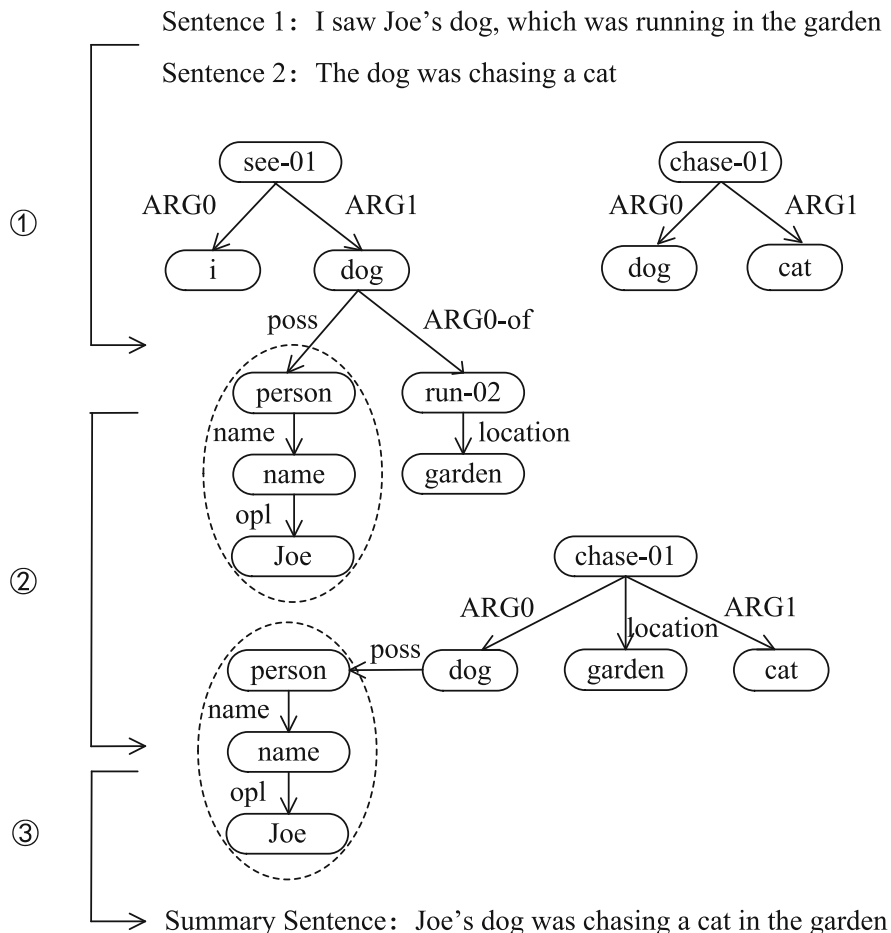 Sentence 1: I saw Joe's dog, which was running in the garden
Sentence 2: The dog was chasing a cat
see-01
chase-01
ARG0
ARG1
ARG0
ARG1
①
i
dog
dog
cat
poss
ARG0-of
person
run-02
name
location
name
garden
opl
Joe
chase-01
②
ARG0
location
ARG1
person
poss
dog
garden
cat
name
name
opl
③
Joe
Summary Sentence: Joe's dog was chasing a cat in the garden